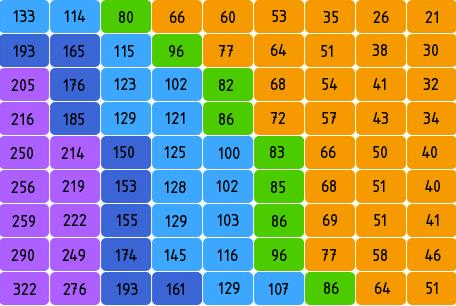 133 114 80 66 60 53 35 26 21
193 165 115 96 77 64 51 38 30
205 176 123 102 82 68 54 41 32
216 185 129 121 86 72 57 43 34
250 214 150 125 100 83 66 50 40
256 219 153 128 102 85 68 51 40
259 222 155 129 103 86 69 51 41
290 249 174 145 116 96 77 58 46
322 276 193 161 129 107 86 64 51